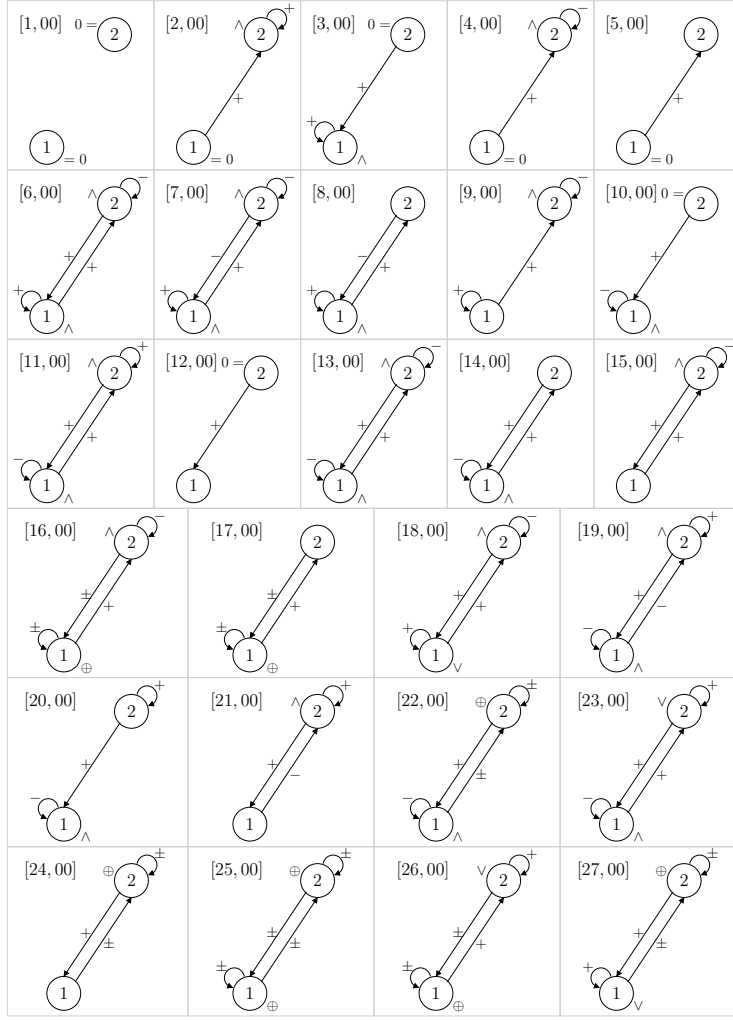 [1, 00] 0 = 2 [2, 00] ∧ 2 + [3, 00] 0 = 2 [4, 00] ∧ 2 − [5, 00] 2
+ + + + +
1 = 0 1 = 0 + 1 ∧ 1 = 0 1 = 0
[6, 00] ∧ 2 − [7, 00] ∧ 2 − [8, 00] 2 [9, 00] ∧ 2 − [10, 00] 0 = 2
+ + − + − + + +
+ 1 ∧ + 1 ∧ + 1 ∧ + 1 − 1 ∧
[11, 00] ∧ 2 + [12, 00] 0 = 2 [13, 00] ∧ 2 − [14, 00] 2 [15, 00] ∧ 2 −
+ + + + + + + + +
− 1 ∧ 1 − 1 ∧ − 1 ∧ 1
[16, 00] ∧ 2 − [17, 00] 2 [18, 00] ∧ 2 − [19, 00] ∧ 2 +
± + ± + + + + −
± 1 ⊕ ± 1 ⊕ + 1 ∨ − 1 ∧
[20, 00] 2 + [21, 00] ∧ 2 + [22, 00] ⊕ 2 ± [23, 00] ∨ 2 +
+ + − + ± + +
− 1 ∧ 1 − 1 ∧ − 1 ∧
[24, 00] ⊕ 2 ± [25, 00] ⊕ 2 ± [26, 00] ∨ 2 + [27, 00] ⊕ 2 ±
+ ± ± ± ± + + ±
1 ± 1 ⊕ ± 1 ⊕ + 1 ∨